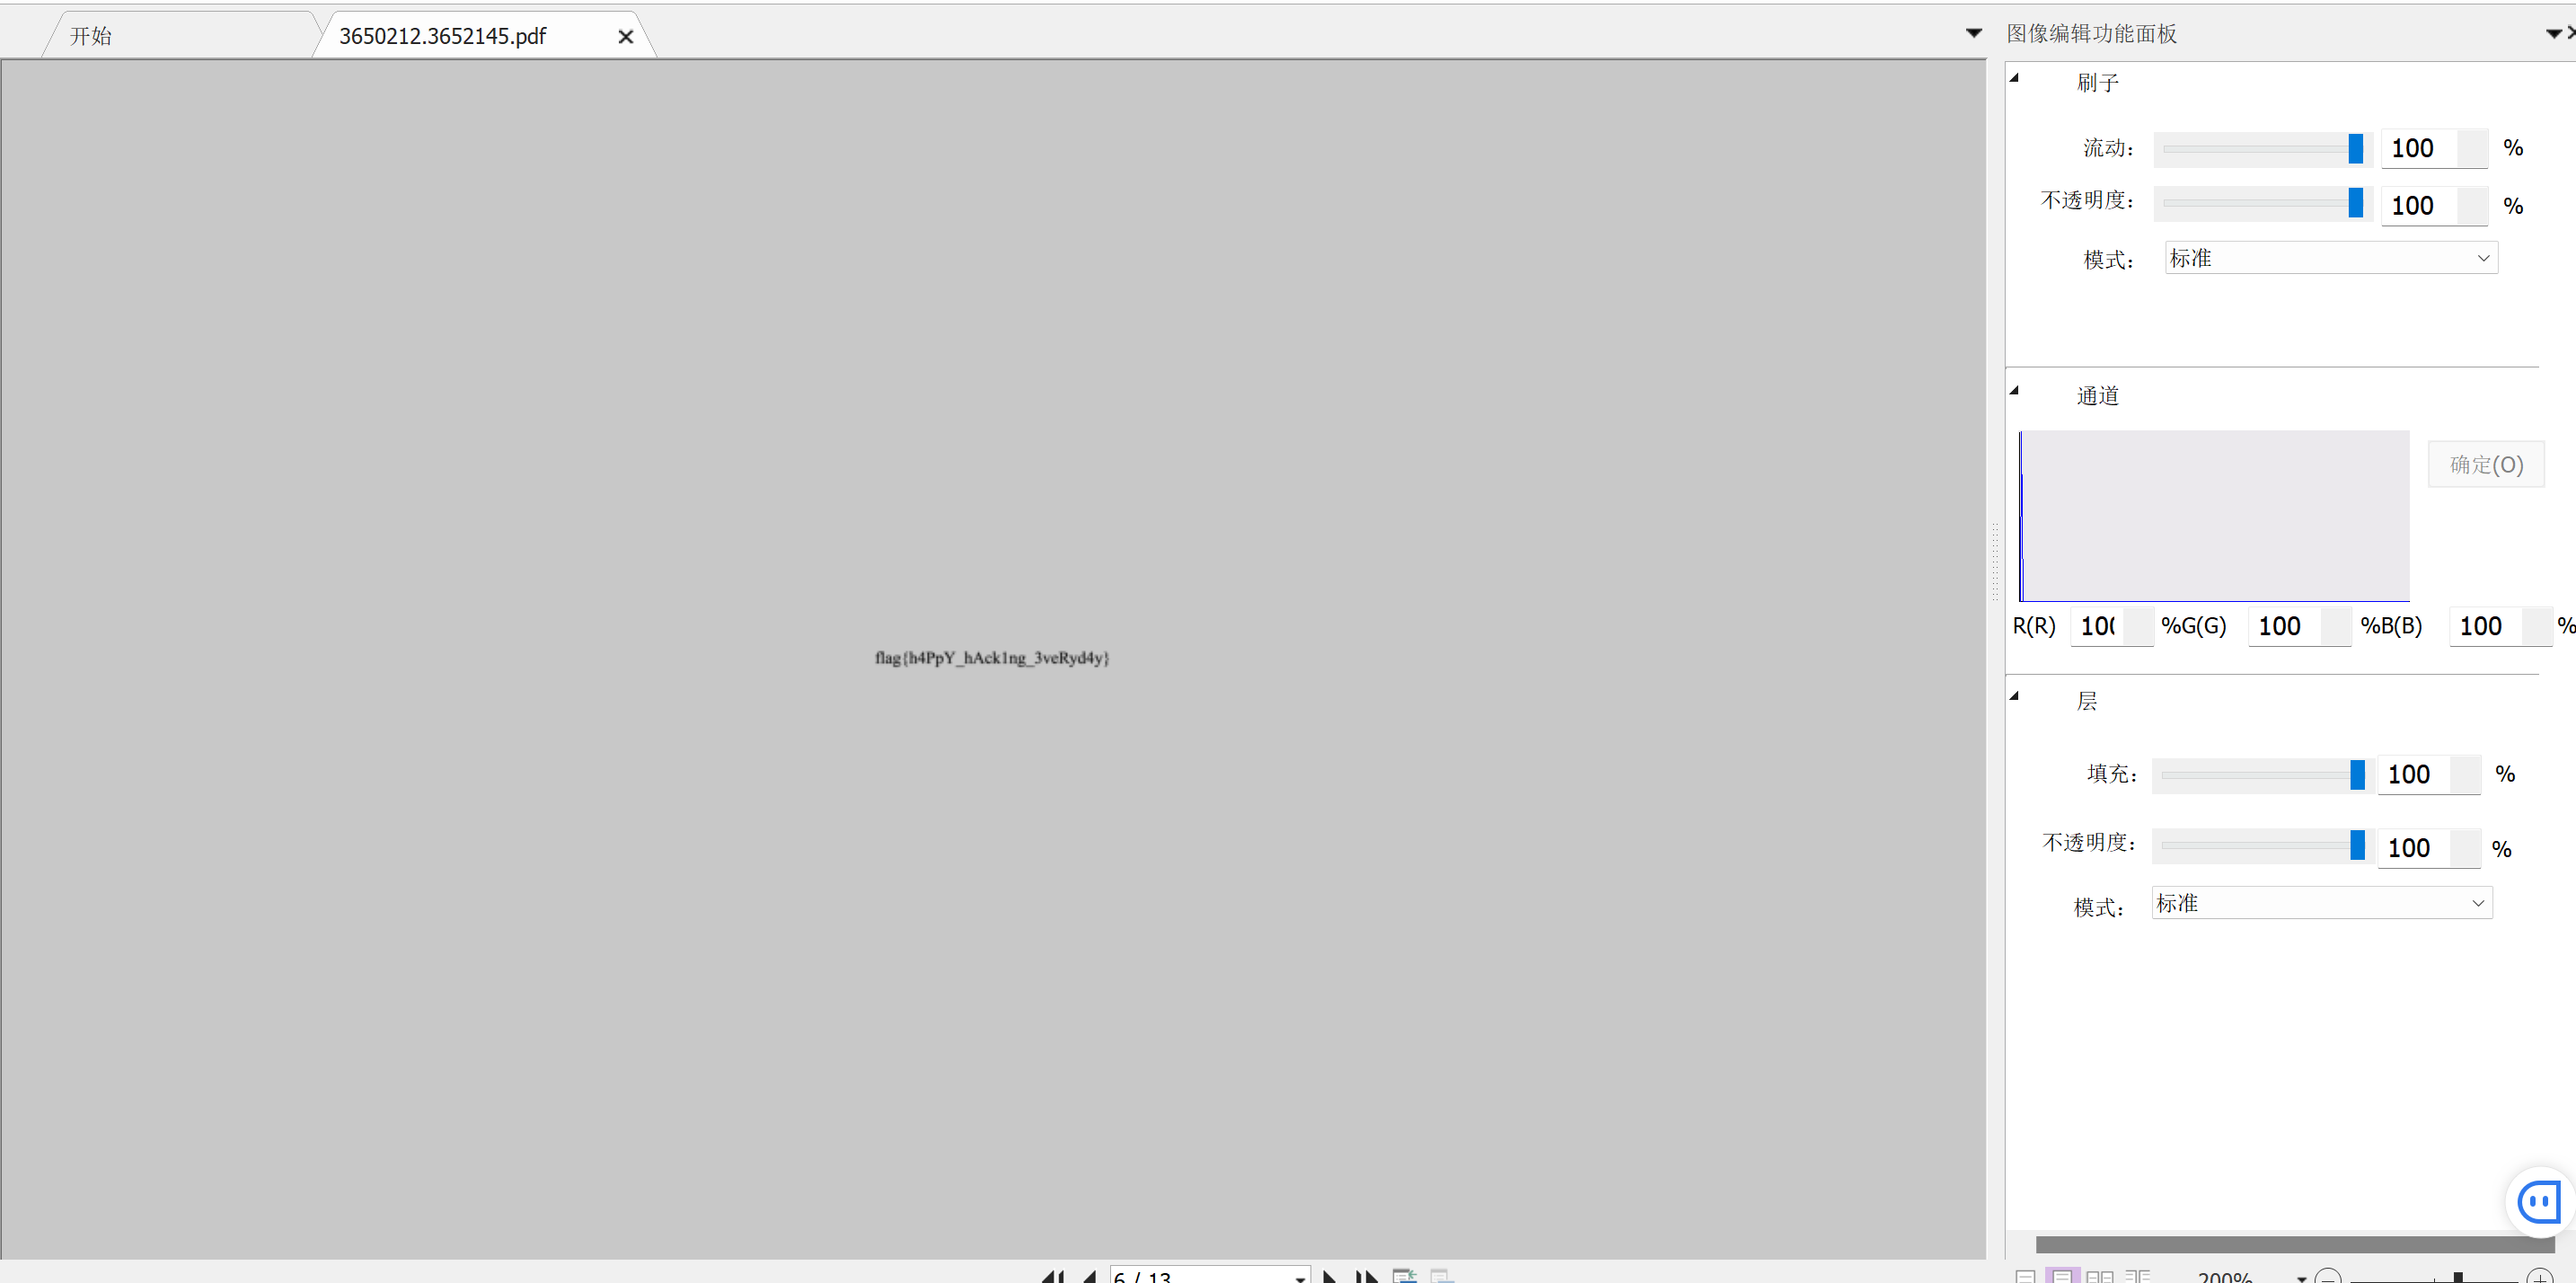 开始
3650212.3652145.pdf
图像编辑功能面板
刷子
流动: 100 %
不透明度: 100 %
模式: 标准
通道
确定(O)
R(R) 100 %G(G) 100 %B(B) 100 %
层
填充: 100 %
不透明度: 100 %
模式: 标准
flag{h4PpY_hAck1ng_3veRyd4y}
6 / 13
200%